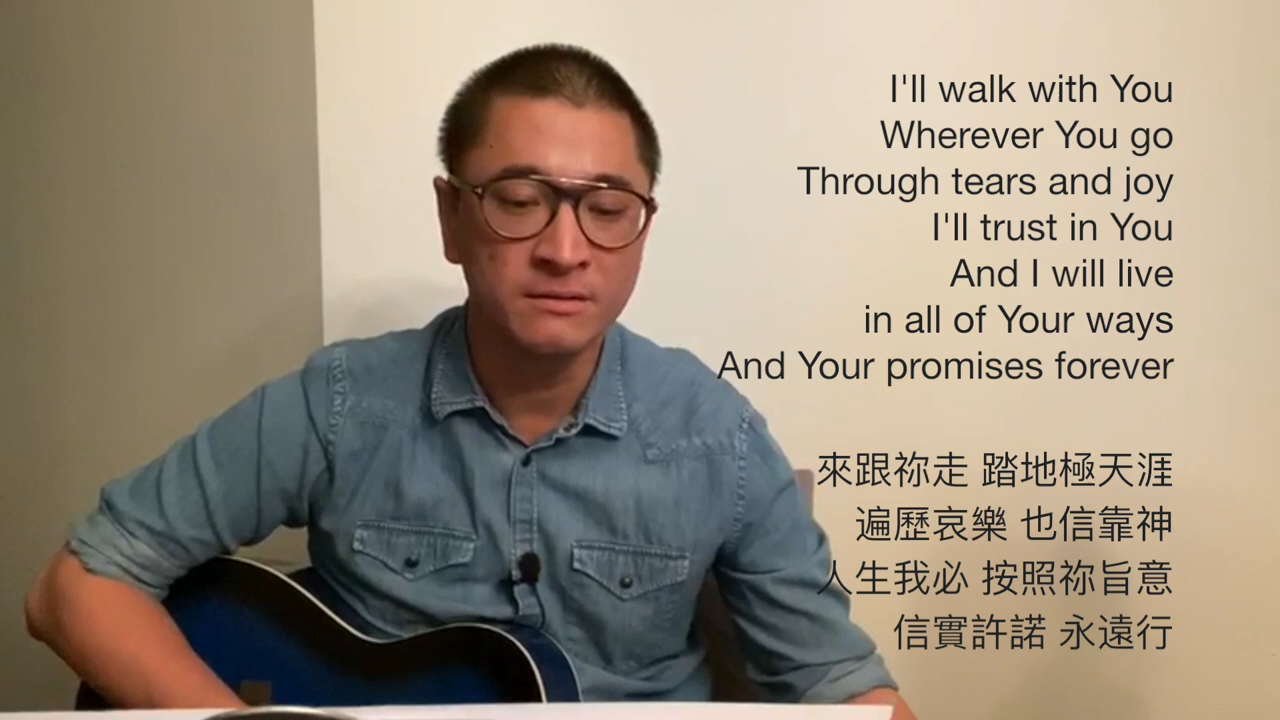 I'll walk with You
Wherever You go
Through tears and joy
I'll trust in You
And I will live
in all of Your ways
And Your promises forever
來跟祢走 踏地極天涯
遍歷哀樂 也信靠神
人生我必 按照祢旨意
信實許諾 永遠行